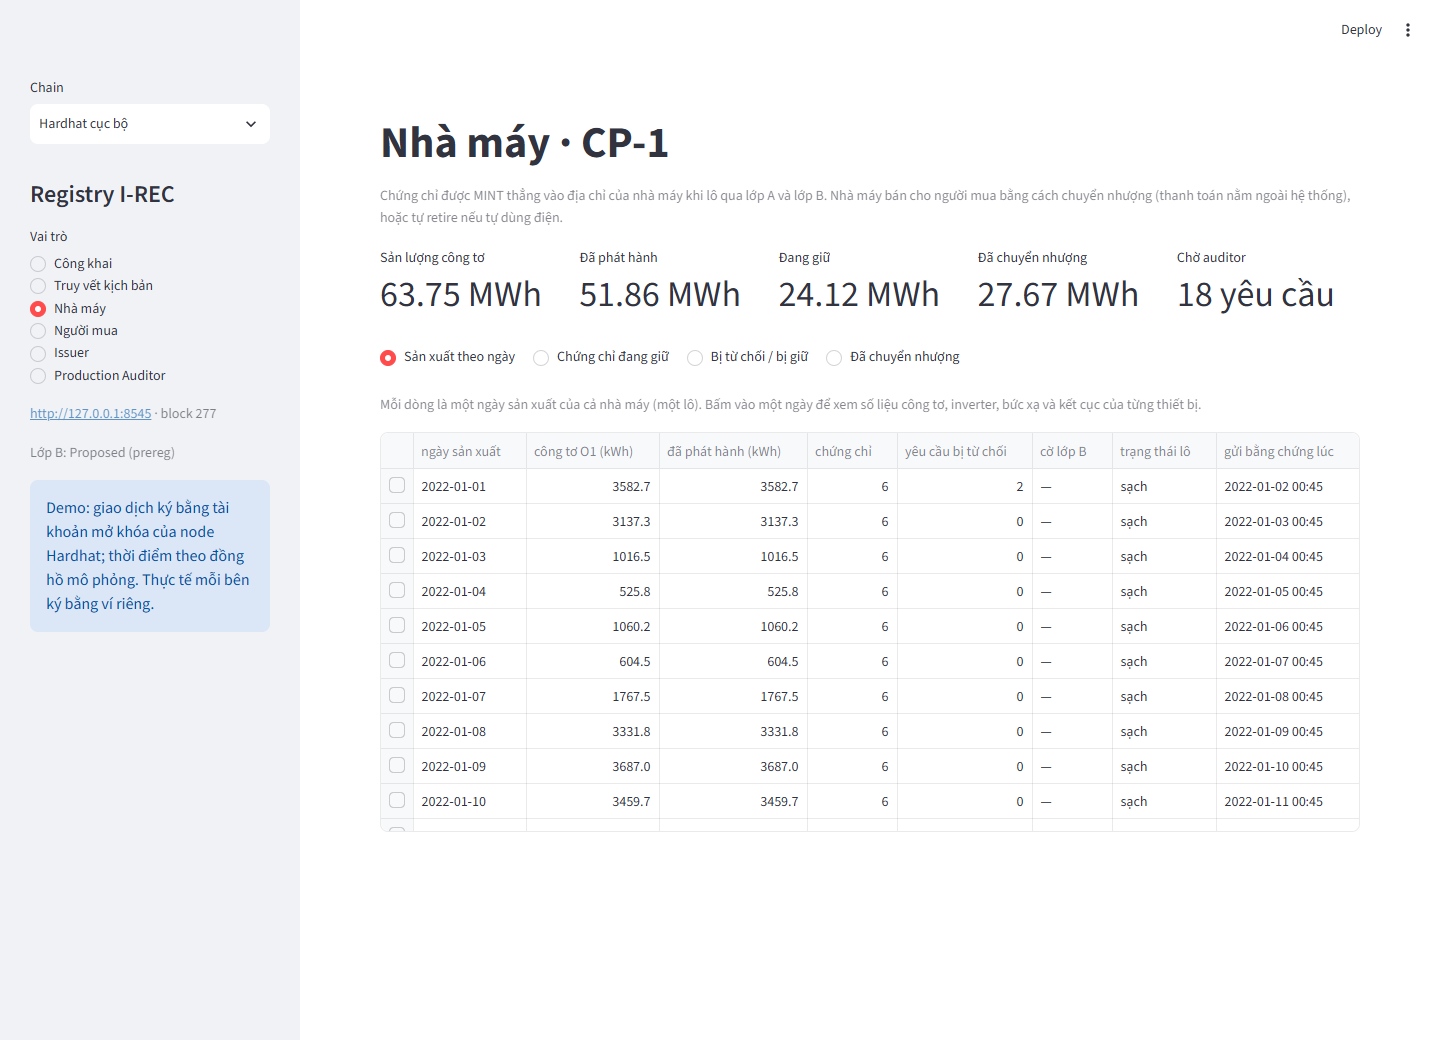 Deploy
Chain
Hardhat cục bộ
Registry I-REC
Vai trò
Công khai
Truy vết kịch bản
Nhà máy
Người mua
Issuer
Production Auditor
http://127.0.0.1:8545 · block 277
Lớp B: Proposed (prereg)
Demo: giao dịch ký bằng tài
khoản mở khóa của node
Hardhat; thời điểm theo đồng
hồ mô phỏng. Thực tế mỗi bên
ký bằng ví riêng.
Nhà máy · CP-1
Chứng chỉ được MINT thẳng vào địa chỉ của nhà máy khi lô qua lớp A và lớp B. Nhà máy bán cho người mua bằng cách chuyển nhượng (thanh toán nằm ngoài hệ thống),
hoặc tự retire nếu tự dùng điện.
Sản lượng công tơ Đã phát hành Đang giữ Đã chuyển nhượng Chờ auditor
63.75 MWh 51.86 MWh 24.12 MWh 27.67 MWh 18 yêu cầu
Sản xuất theo ngày Chứng chỉ đang giữ Bị từ chối / bị giữ Đã chuyển nhượng
Mỗi dòng là một ngày sản xuất của cả nhà máy (một lô). Bấm vào một ngày để xem số liệu công tơ, inverter, bức xạ và kết cục của từng thiết bị.
ngày sản xuất công tơ O1 (kWh) đã phát hành (kWh) chứng chỉ yêu cầu bị từ chối cờ lớp B trạng thái lô gửi bằng chứng lúc
2022-01-01 3582.7 3582.7 6 2 — sạch 2022-01-02 00:45
2022-01-02 3137.3 3137.3 6 0 — sạch 2022-01-03 00:45
2022-01-03 1016.5 1016.5 6 0 — sạch 2022-01-04 00:45
2022-01-04 525.8 525.8 6 0 — sạch 2022-01-05 00:45
2022-01-05 1060.2 1060.2 6 0 — sạch 2022-01-06 00:45
2022-01-06 604.5 604.5 6 0 — sạch 2022-01-07 00:45
2022-01-07 1767.5 1767.5 6 0 — sạch 2022-01-08 00:45
2022-01-08 3331.8 3331.8 6 0 — sạch 2022-01-09 00:45
2022-01-09 3687.0 3687.0 6 0 — sạch 2022-01-10 00:45
2022-01-10 3459.7 3459.7 6 0 — sạch 2022-01-11 00:45